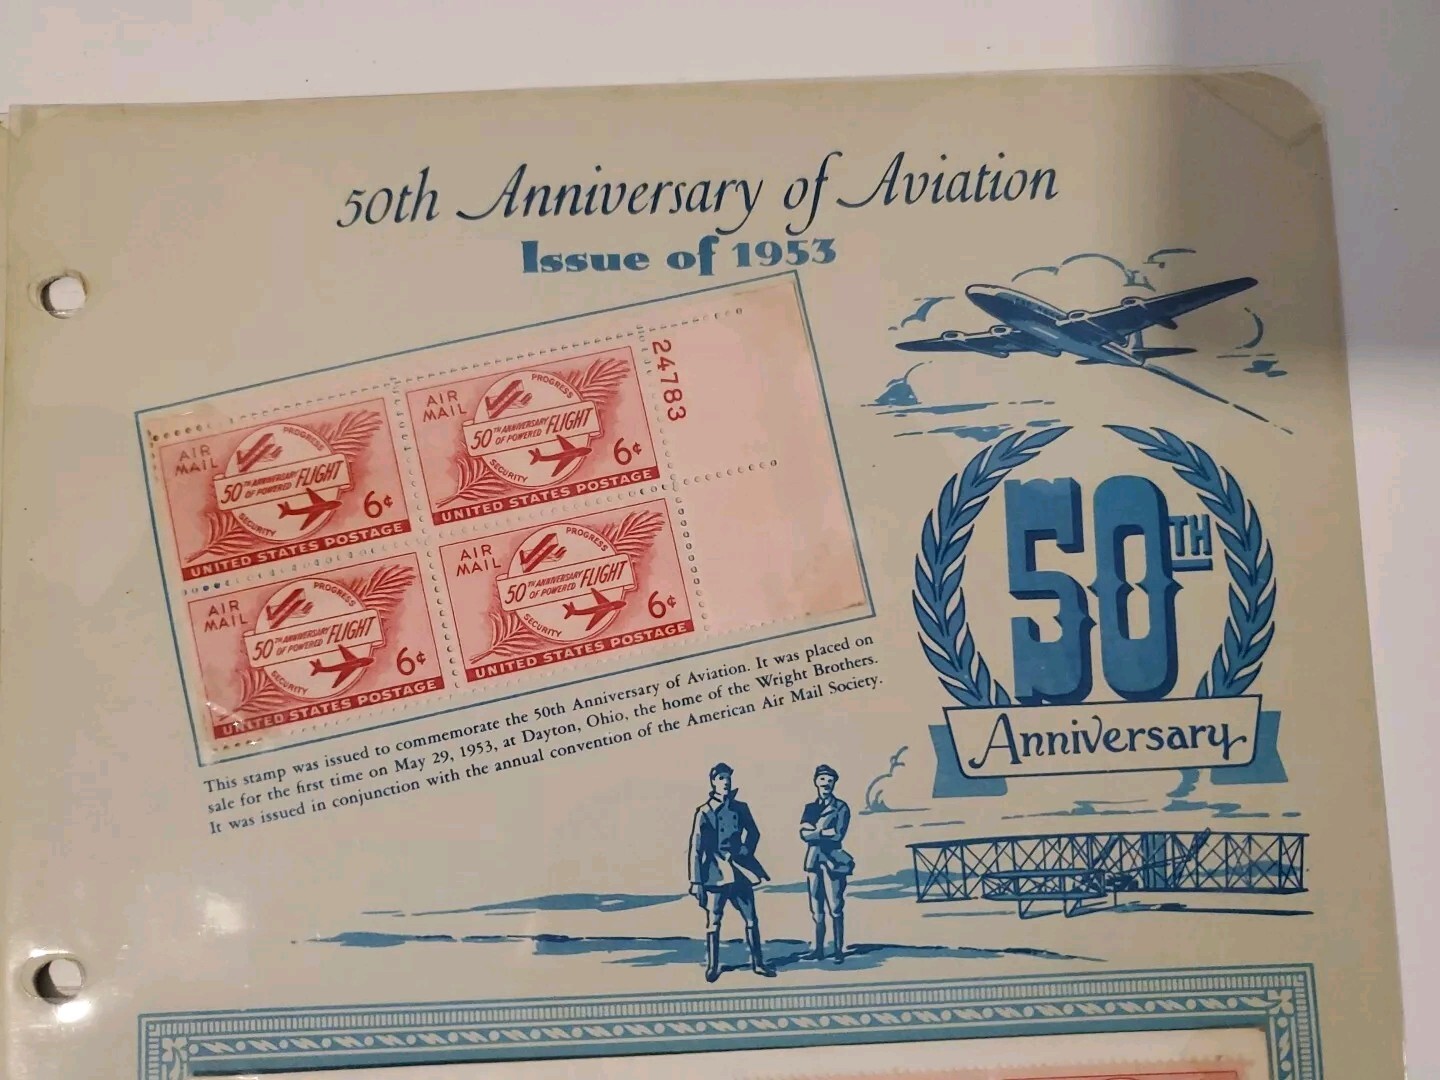 50th Anniversary of Aviation
Issue of 1953
24783
AIR
MAIL
PROGRESS
50TH ANNIVERSARY
OF POWERED FLIGHT
SECURITY
6¢
UNITED STATES POSTAGE
AIR
MAIL
PROGRESS
50TH ANNIVERSARY
OF POWERED FLIGHT
SECURITY
6¢
UNITED STATES POSTAGE
AIR
MAIL
PROGRESS
50TH ANNIVERSARY
OF POWERED FLIGHT
SECURITY
6¢
UNITED STATES POSTAGE
AIR
MAIL
PROGRESS
50TH ANNIVERSARY
OF POWERED FLIGHT
SECURITY
6¢
UNITED STATES POSTAGE
This stamp was issued to commemorate the 50th Anniversary of Aviation. It was placed on
sale for the first time on May 29, 1953, at Dayton, Ohio, the home of the Wright Brothers.
It was issued in conjunction with the annual convention of the American Air Mail Society.
50TH
Anniversary